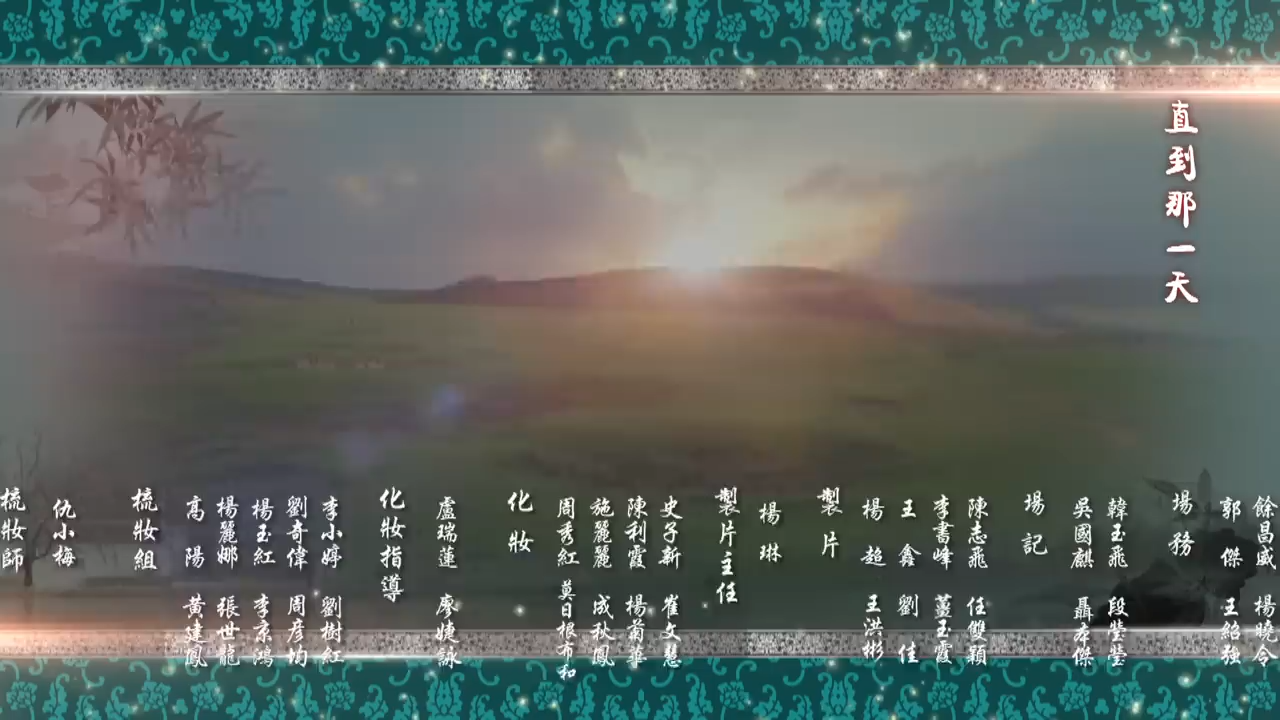 直到那一天
梳妝師
仇小梅
梳妝組
高陽 黃建鳳
楊麗娜 張世龍
楊玉紅 李京鴻
劉奇偉 周彥均
李小婷 劉樹紅
化妝指導
盧瑞蓮 廖婕詠
化妝
周秀紅 莫日根布和
施麗麗 成秋鳳
陳利霞 楊菊華
史子新 崔文慧
製片主任
楊琳
製片
楊超 王洪彬
王鑫 劉佳
李書峰 薑玉霞
陳志飛 任雙穎
場記
吳國麒 聶本傑
韓玉飛 段瑩瑩
場務
郭傑 王紹強
餘昌威 楊曉令